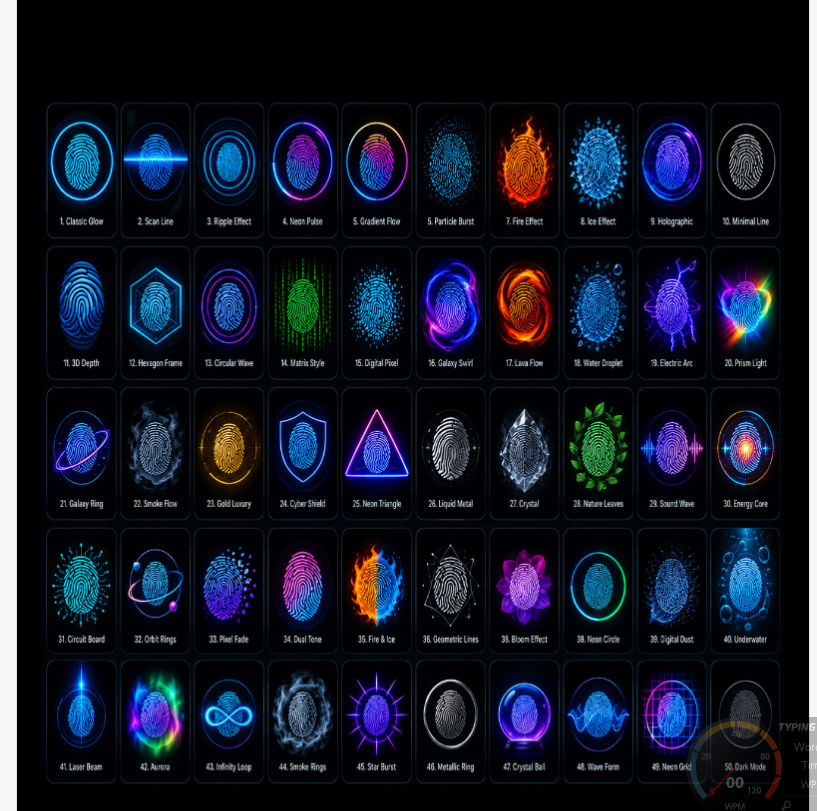 1. Classic Glow
2. Scan Line
3. Ripple Effect
4. Neon Pulse
5. Gradient Flow
5. Particle Burst
7. Fire Effect
8. Ice Effect
9. Holographic
10. Minimal Line
11. 3D Depth
12. Hexagon Frame
13. Circular Wave
14. Matrix Style
15. Digital Pixel
16. Galaxy Swirl
17. Lava Flow
18. Water Droplet
19. Electric Arc
20. Prism Light
21. Galaxy Ring
22. Smoke Flow
23. Gold Luxury
24. Cyber Shield
25. Neon Triangle
26. Liquid Metal
27. Crystal
28. Nature Leaves
29. Sound Wave
30. Energy Core
31. Circuit Board
32. Orbit Rings
33. Pixel Fade
34. Dual Tone
35. Fire & Ice
36. Geometric Lines
38. Bloom Effect
38. Neon Circle
39. Digital Dust
40. Underwater
41. Laser Beam
42. Aurora
43. Infinity Loop
44. Smoke Rings
45. Star Burst
46. Metallic Ring
47. Crystal Ball
48. Wave Form
49. Neon Grid
50. Dark Mode
TYPING
Wor
20
80
Tim
00
WP
0
120
WPM